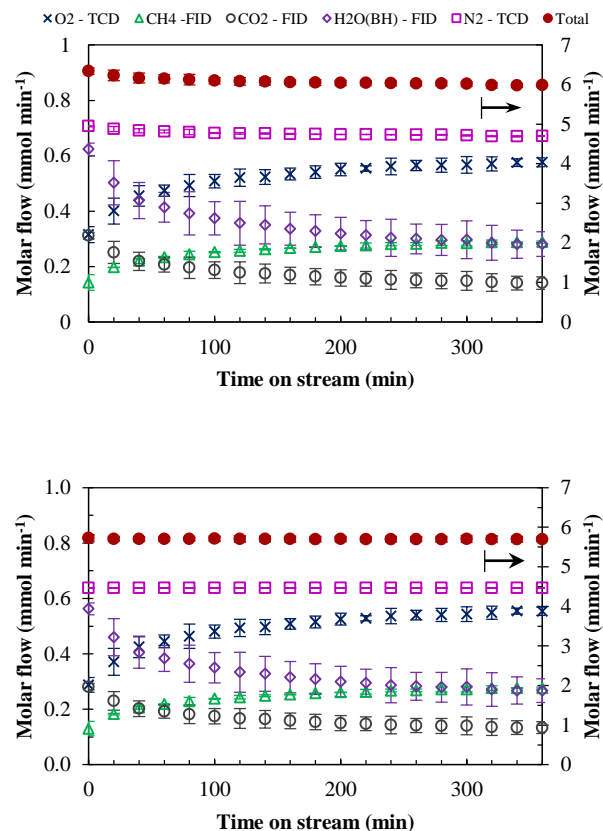 O2 - TCD CH4 -FID CO2 - FID H2O(BH) - FID N2 - TCD Total
1 7
0.8 6
5
0.6 4
0.4 3
2
0.2 1
0 0
0 100 200 300
Molar flow (mmol min-1)
Molar flow (mmol min-1)
Time on stream (min)
1.0 7
0.8 6
5
0.6 4
0.4 3
2
0.2 1
0.0 0
0 100 200 300
Molar flow (mmol min-1)
Molar flow (mmol min-1)
Time on stream (min)